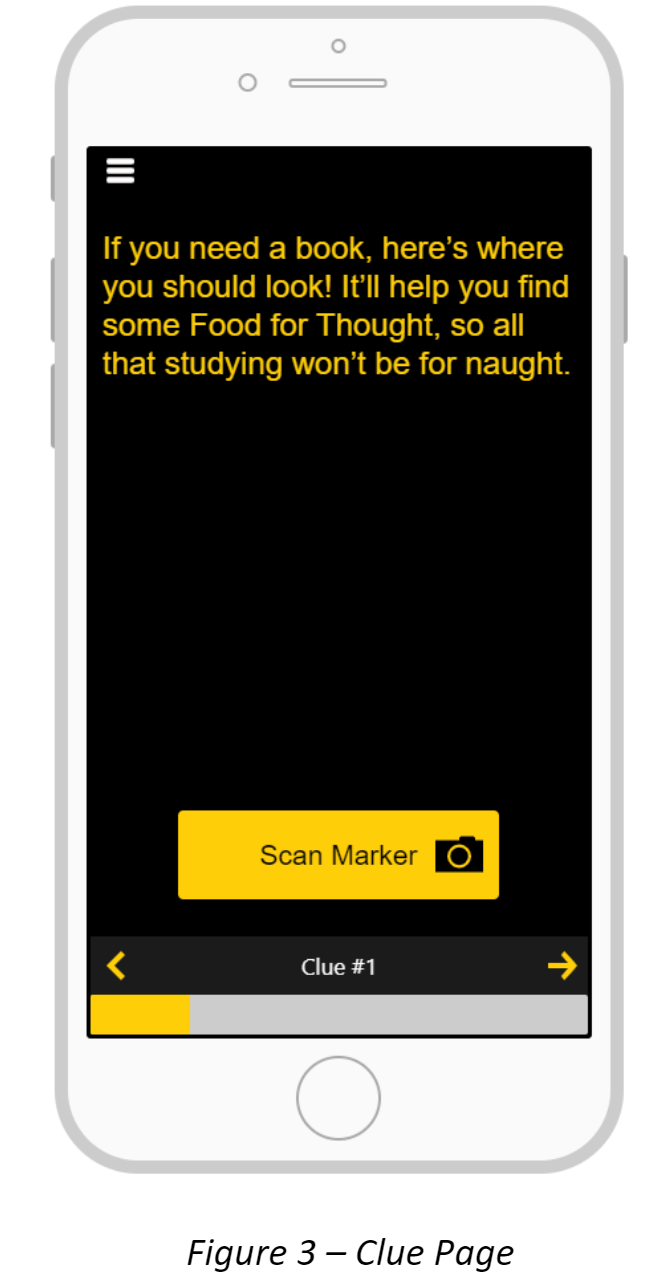 If you need a book, here’s where
you should look! It’ll help you find
some Food for Thought, so all
that studying won’t be for naught.
Scan Marker
Clue #1
Figure 3 – Clue Page